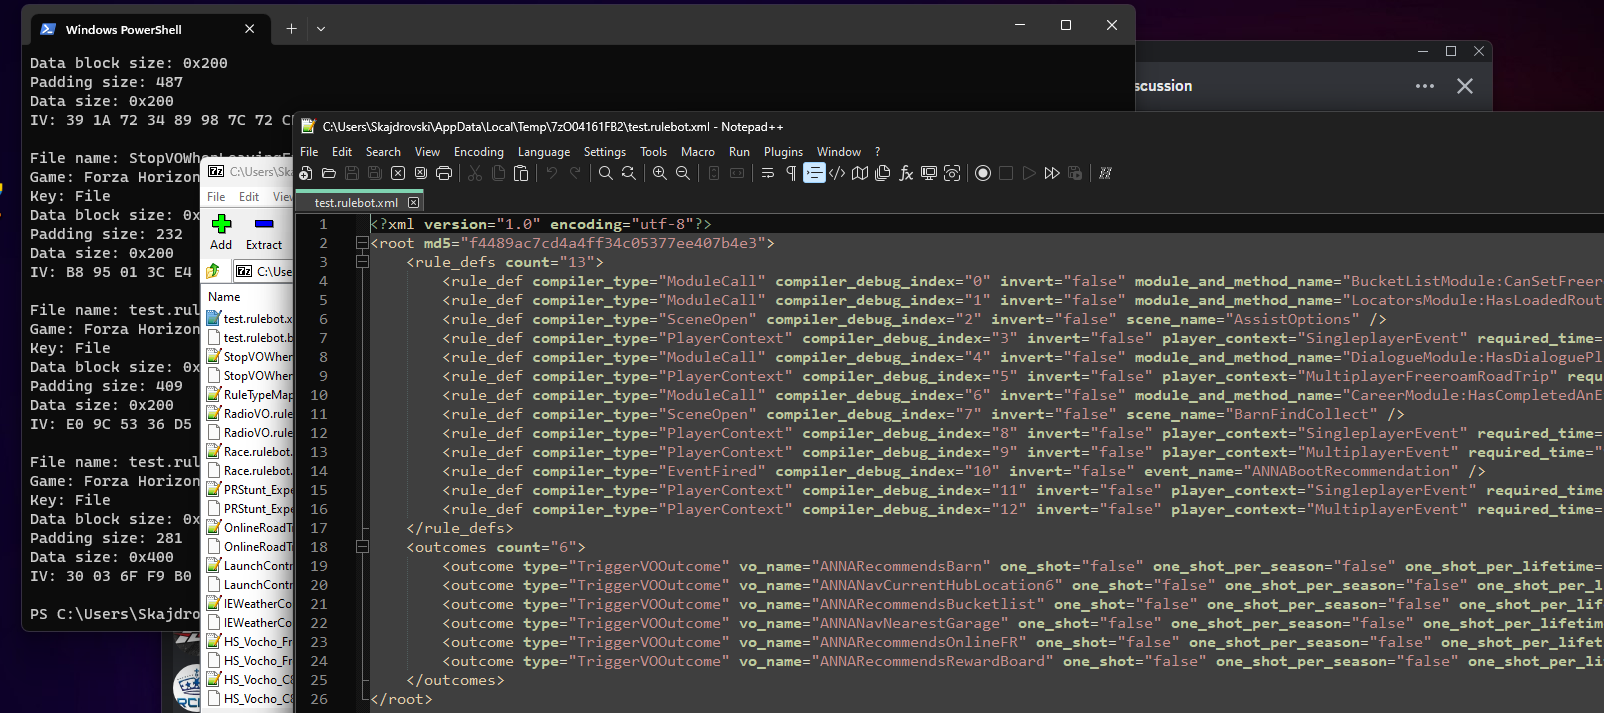 Windows PowerShell
Data block size: 0x200
Padding size: 487
Data size: 0x200
IV: 39 1A 72 34 89 98 7C 72
File name:
Game: Forza Horizon
Key: File
Data block size:
Padding size: 232
Data size: 0x200
IV: B8 95 01 3C E4
File name:
Game: Forza Horizon
Key: File
Data block size:
Padding size: 409
Data size: 0x200
IV: E0 9C 53 36 D5
File name:
Game: Forza Horizon
Key: File
Data block size:
Padding size: 281
Data size: 0x400
IV: 30 03 6F F9 B0
PS C:\Users\Skajdro
scussion
7z C:\Users\Ska
File Edit View
Add Extract
7z C:\Use
Name
test.rulebot.x
test.rulebot.b
StopVOWhen
StopVOWhen
RuleTypeMap
RadioVO.rule
RadioVO.rule
Race.rulebot.
Race.rulebot.
PRStunt_Expe
PRStunt_Expe
OnlineRoadT
OnlineRoadT
LaunchContr
LaunchContr
IEWeatherCo
IEWeatherCo
HS_Vocho_Fr
HS_Vocho_Fr
HS_Vocho_C8
HS_Vocho_C8
C:\Users\Skajdrovski\AppData\Local\Temp\7zO04161FB2\test.rulebot.xml - Notepad++
File Edit Search View Encoding Language Settings Tools Macro Run Plugins Window ?
test.rulebot.xml
1 <?xml version="1.0" encoding="utf-8"?>
2 <root md5="f4489ac7cd4a4ff34c05377ee407b4e3">
3 <rule_defs count="13">
4 <rule_def compiler_type="ModuleCall" compiler_debug_index="0" invert="false" module_and_method_name="BucketListModule:CanSetFreer
5 <rule_def compiler_type="ModuleCall" compiler_debug_index="1" invert="false" module_and_method_name="LocatorsModule:HasLoadedRout
6 <rule_def compiler_type="SceneOpen" compiler_debug_index="2" invert="false" scene_name="AssistOptions" />
7 <rule_def compiler_type="PlayerContext" compiler_debug_index="3" invert="false" player_context="SingleplayerEvent" required_time=
8 <rule_def compiler_type="ModuleCall" compiler_debug_index="4" invert="false" module_and_method_name="DialogueModule:HasDialoguePl
9 <rule_def compiler_type="PlayerContext" compiler_debug_index="5" invert="false" player_context="MultiplayerFreeroamRoadTrip" requ
10 <rule_def compiler_type="ModuleCall" compiler_debug_index="6" invert="false" module_and_method_name="CareerModule:HasCompletedAnE
11 <rule_def compiler_type="SceneOpen" compiler_debug_index="7" invert="false" scene_name="BarnFindCollect" />
12 <rule_def compiler_type="PlayerContext" compiler_debug_index="8" invert="false" player_context="SingleplayerEvent" required_time=
13 <rule_def compiler_type="PlayerContext" compiler_debug_index="9" invert="false" player_context="MultiplayerEvent" required_time="
14 <rule_def compiler_type="EventFired" compiler_debug_index="10" invert="false" event_name="ANNABootRecommendation" />
15 <rule_def compiler_type="PlayerContext" compiler_debug_index="11" invert="false" player_context="SingleplayerEvent" required_time
16 <rule_def compiler_type="PlayerContext" compiler_debug_index="12" invert="false" player_context="MultiplayerEvent" required_time=
17 </rule_defs>
18 <outcomes count="6">
19 <outcome type="TriggerVOOutcome" vo_name="ANNARecommendsBarn" one_shot="false" one_shot_per_season="false" one_shot_per_lifetime=
20 <outcome type="TriggerVOOutcome" vo_name="ANNANavCurrentHubLocation6" one_shot="false" one_shot_per_season="false" one_shot_per_l
21 <outcome type="TriggerVOOutcome" vo_name="ANNARecommendsBucketlist" one_shot="false" one_shot_per_season="false" one_shot_per_lif
22 <outcome type="TriggerVOOutcome" vo_name="ANNANavNearestGarage" one_shot="false" one_shot_per_season="false" one_shot_per_lifetim
23 <outcome type="TriggerVOOutcome" vo_name="ANNARecommendsOnlineFR" one_shot="false" one_shot_per_season="false" one_shot_per_lifet
24 <outcome type="TriggerVOOutcome" vo_name="ANNARecommendsRewardBoard" one_shot="false" one_shot_per_season="false" one_shot_per_li
25 </outcomes>
26 </root>